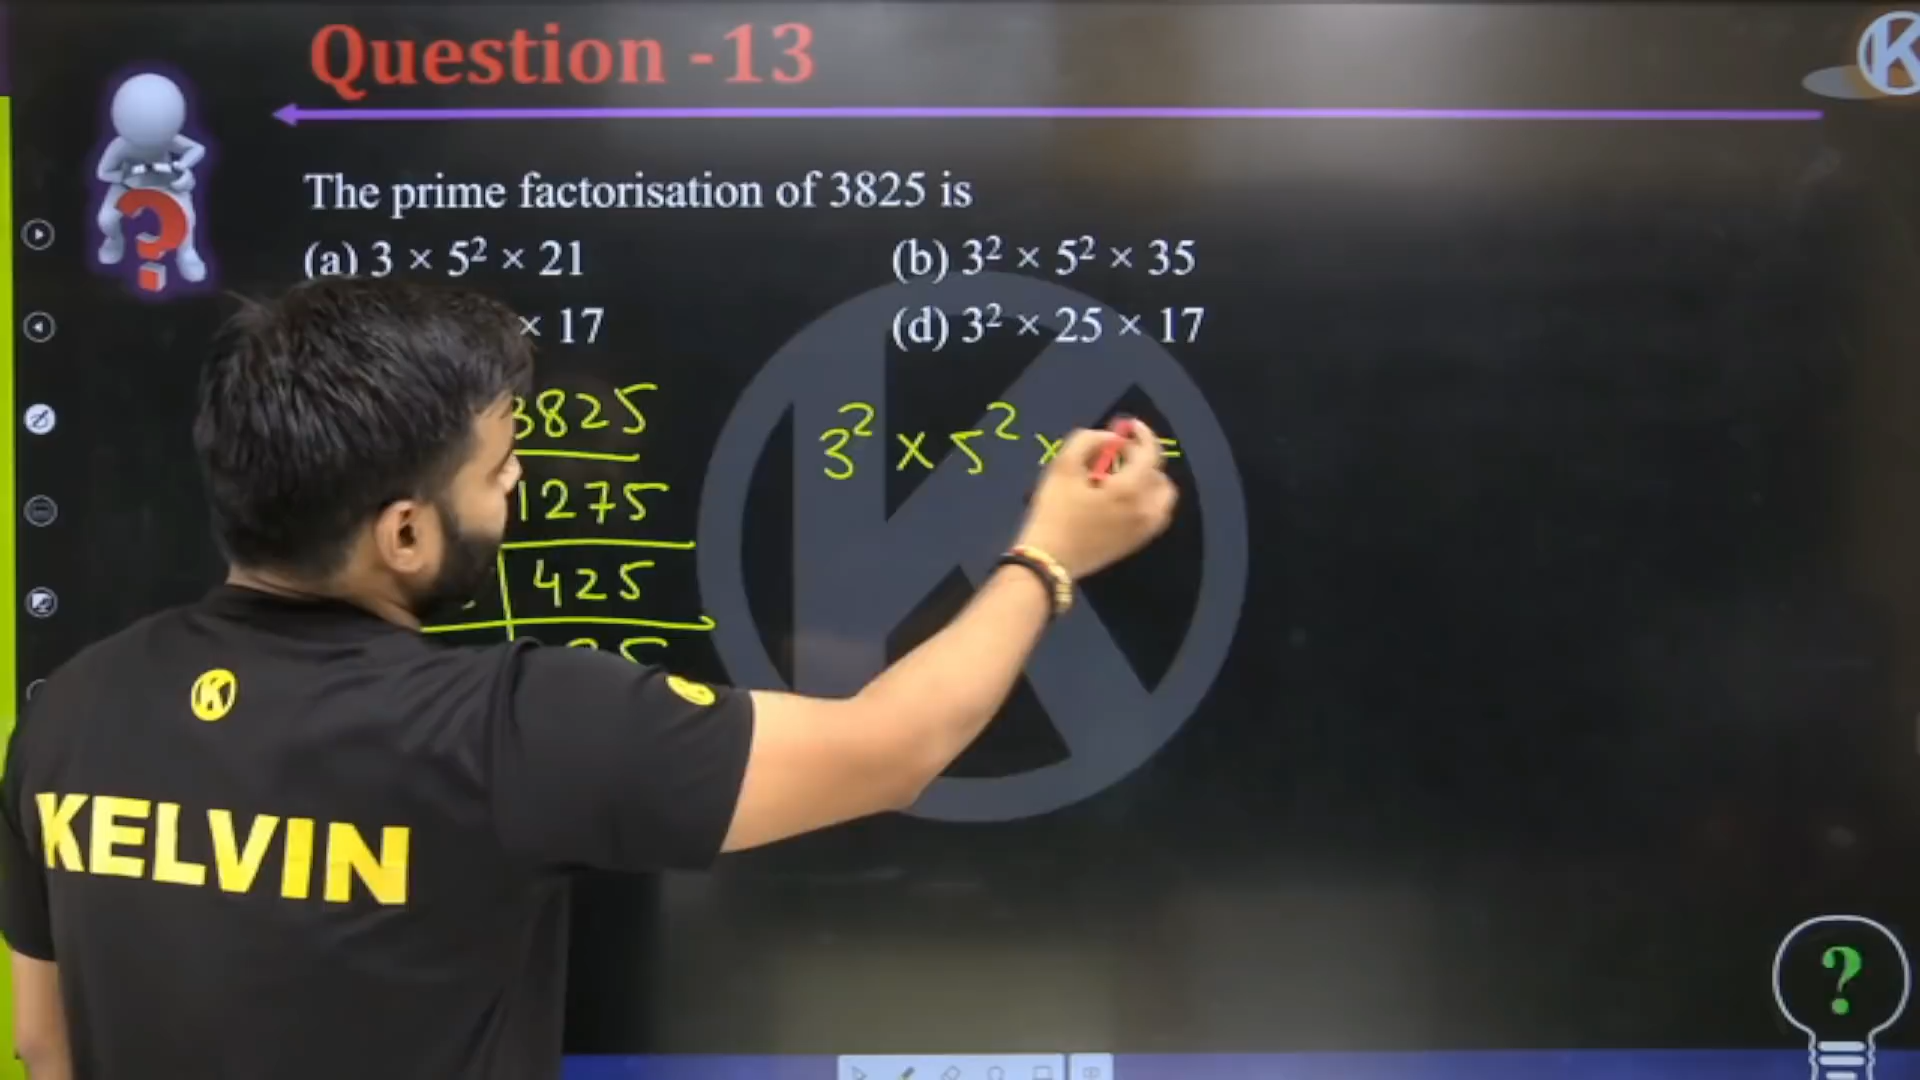 Question -13
The prime factorisation of 3825 is
(a) 3 × 5² × 21
(b) 3² × 5² × 35
× 17
(d) 3² × 25 × 17
3825
1275
425
3² × 5² ×
=
K
KELVIN
?